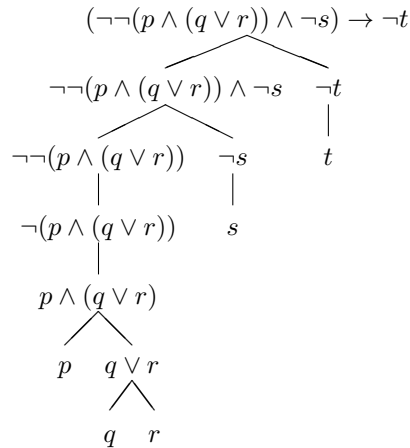 (¬¬(p ∧ (q ∨ r)) ∧ ¬s) → ¬t
¬¬(p ∧ (q ∨ r)) ∧ ¬s ¬t
¬¬(p ∧ (q ∨ r)) ¬s t
¬(p ∧ (q ∨ r)) s
p ∧ (q ∨ r)
p q ∨ r
q r